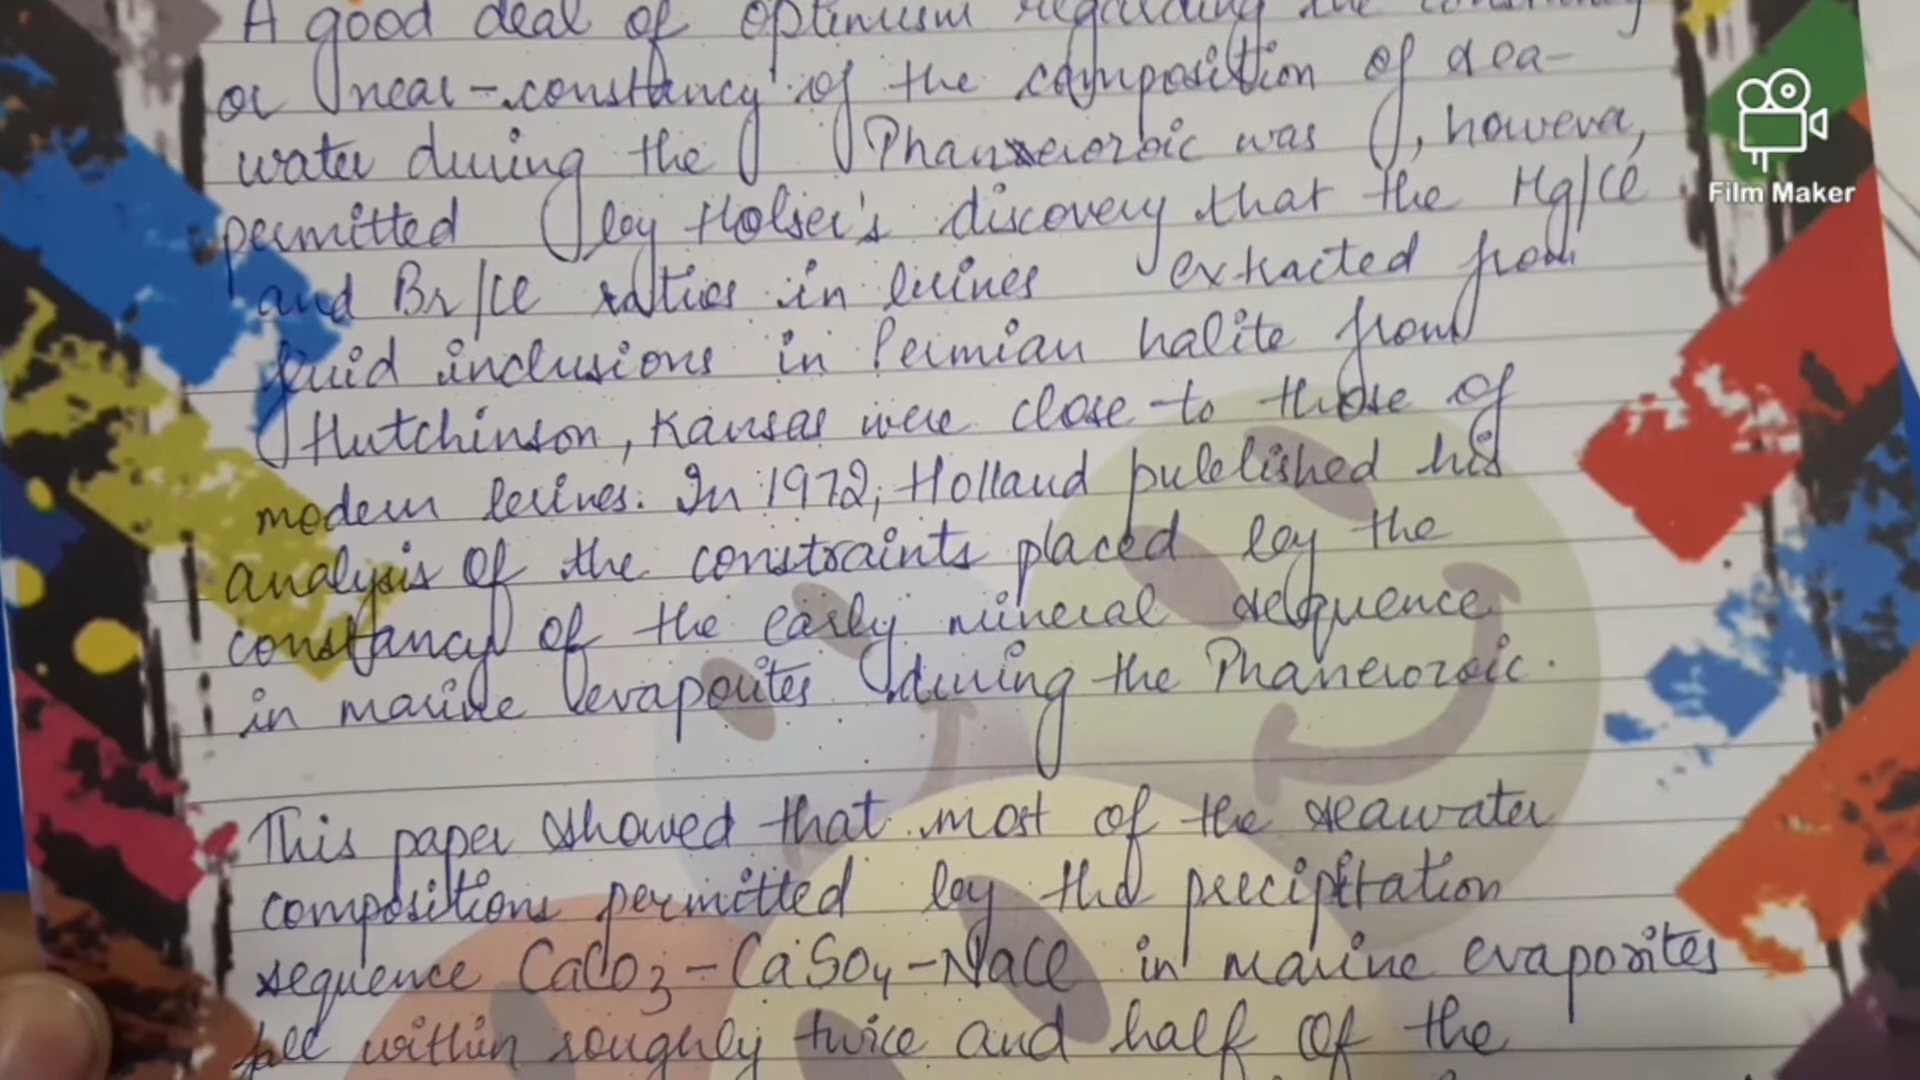 A good deal of optimism regarding the constancy
or near-constancy of the composition of sea-
water during the Phanerozoic was, however,
permitted by Holser's discovery that the Mg/Cl
and Br/Cl ratios in brines extracted from
fluid inclusions in Permian halite from
Hutchinson, Kansas were close to those of
modern brines. In 1972, Holland published his
analysis of the constraints placed by the
constancy of the early mineral sequence
in marine evaporites during the Phanerozoic.
This paper showed that most of the seawater
compositions permitted by the precipitation
sequence CaCO3-CaSO4-NaCl in marine evaporites
fall within roughly twice and half of the
Film Maker